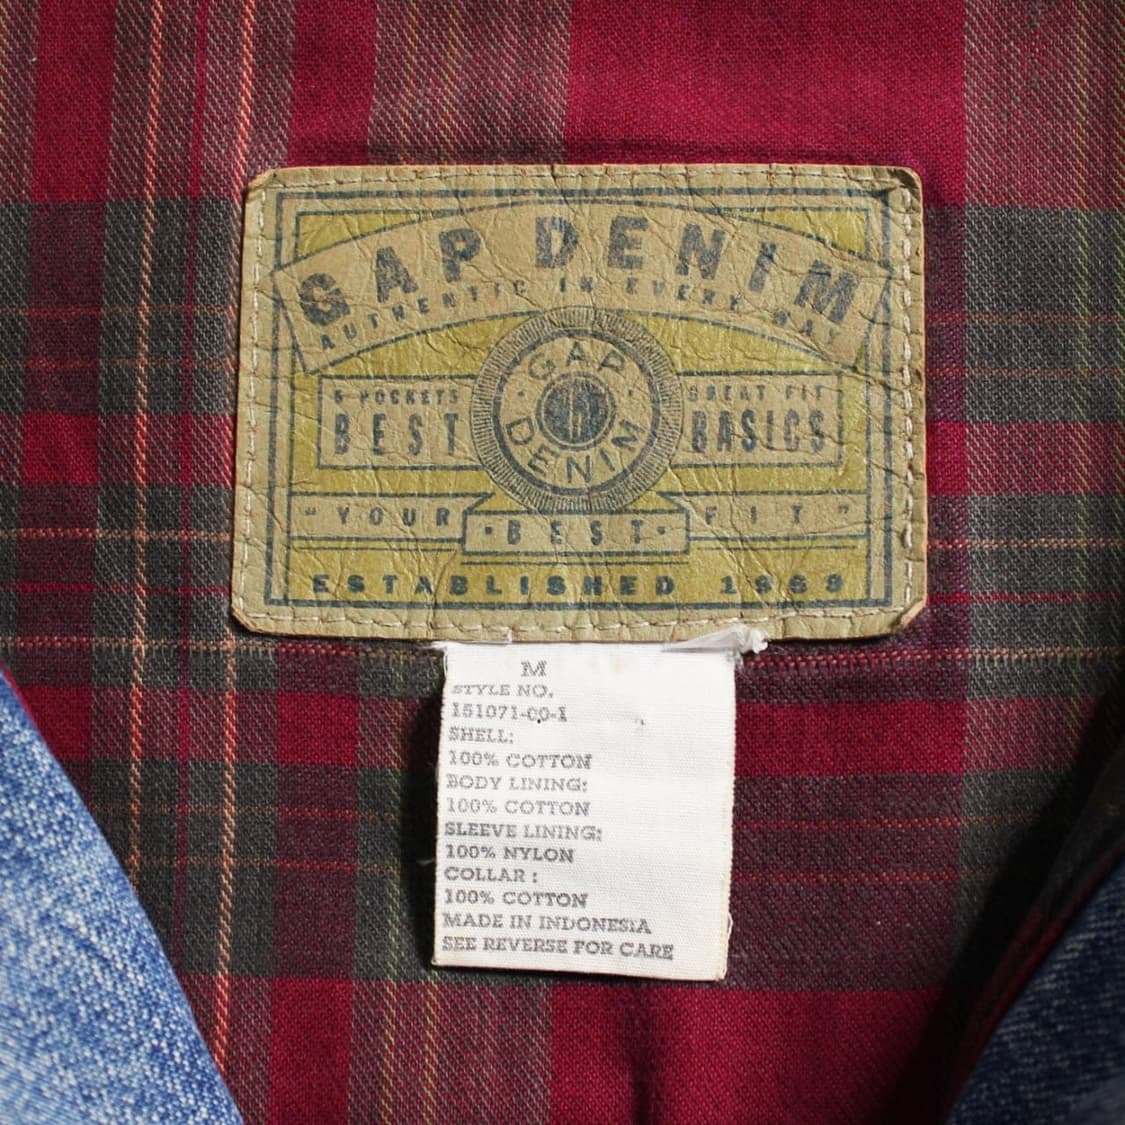 GAP DENIM
AUTHENTIC IN EVERY WAY
GAP
DENIM
5 POCKETS
BEST
GREAT FIT
BASICS
"YOUR
·BEST·
FIT"
ESTABLISHED 1969
M
STYLE NO.
151071-00-1
SHELL:
100% COTTON
BODY LINING:
100% COTTON
SLEEVE LINING:
100% NYLON
COLLAR :
100% COTTON
MADE IN INDONESIA
SEE REVERSE FOR CARE